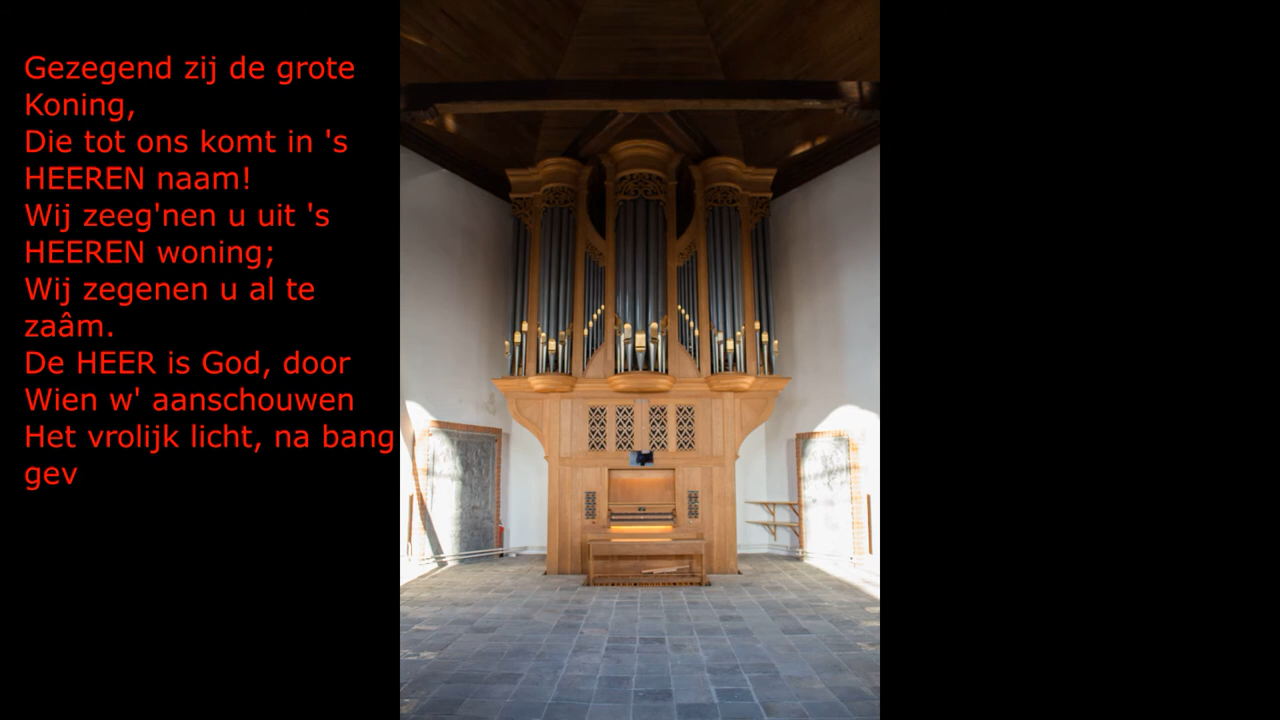 Gezegend zij de grote
Koning,
Die tot ons komt in 's
HEEREN naam!
Wij zeeg'nen u uit 's
HEEREN woning;
Wij zegenen u al te
zaâm.
De HEER is God, door
Wien w' aanschouwen
Het vrolijk licht, na bang
gev